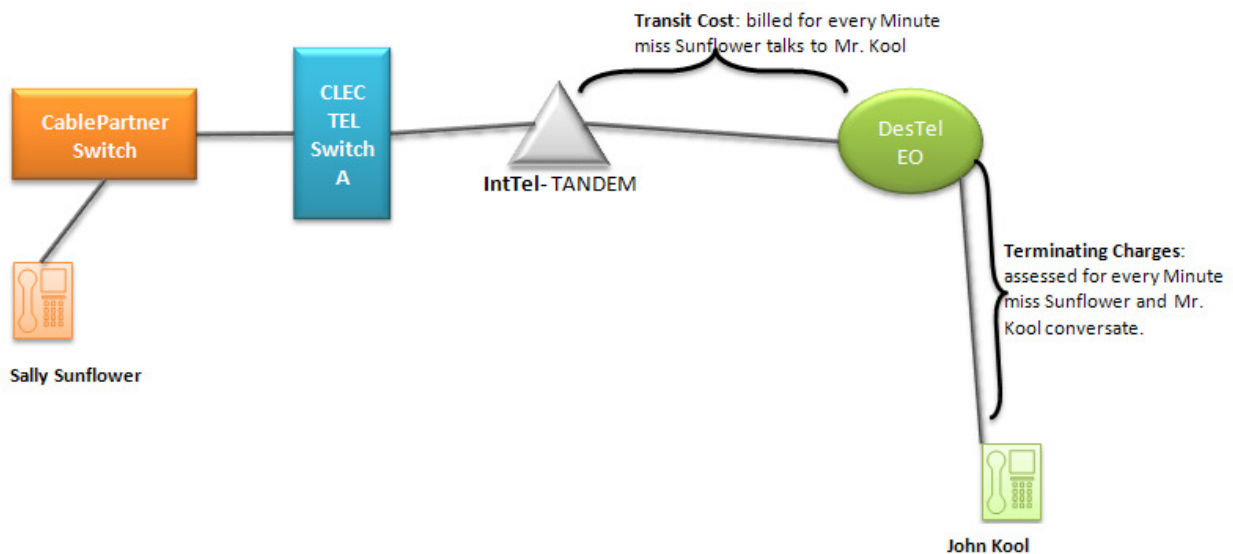 Transit Cost: billed for every Minute
miss Sunflower talks to Mr. Kool
CablePartner
Switch
CLEC
TEL
Switch
A
IntTel- TANDEM
DesTel
EO
Terminating Charges:
assessed for every Minute
miss Sunflower and Mr.
Kool conversate.
Sally Sunflower
John Kool